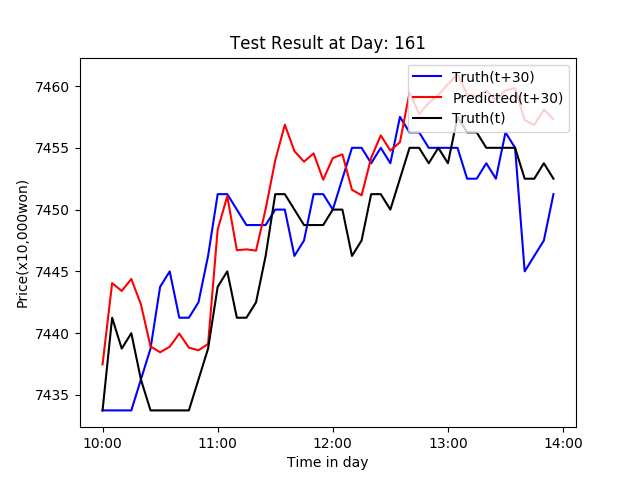 Test Result at Day: 161
Truth(t+30)
Predicted(t+30)
Truth(t)
7460
7455
7450
7445
7440
7435
Price(x10,000won)
10:00 11:00 12:00 13:00 14:00
Time in day